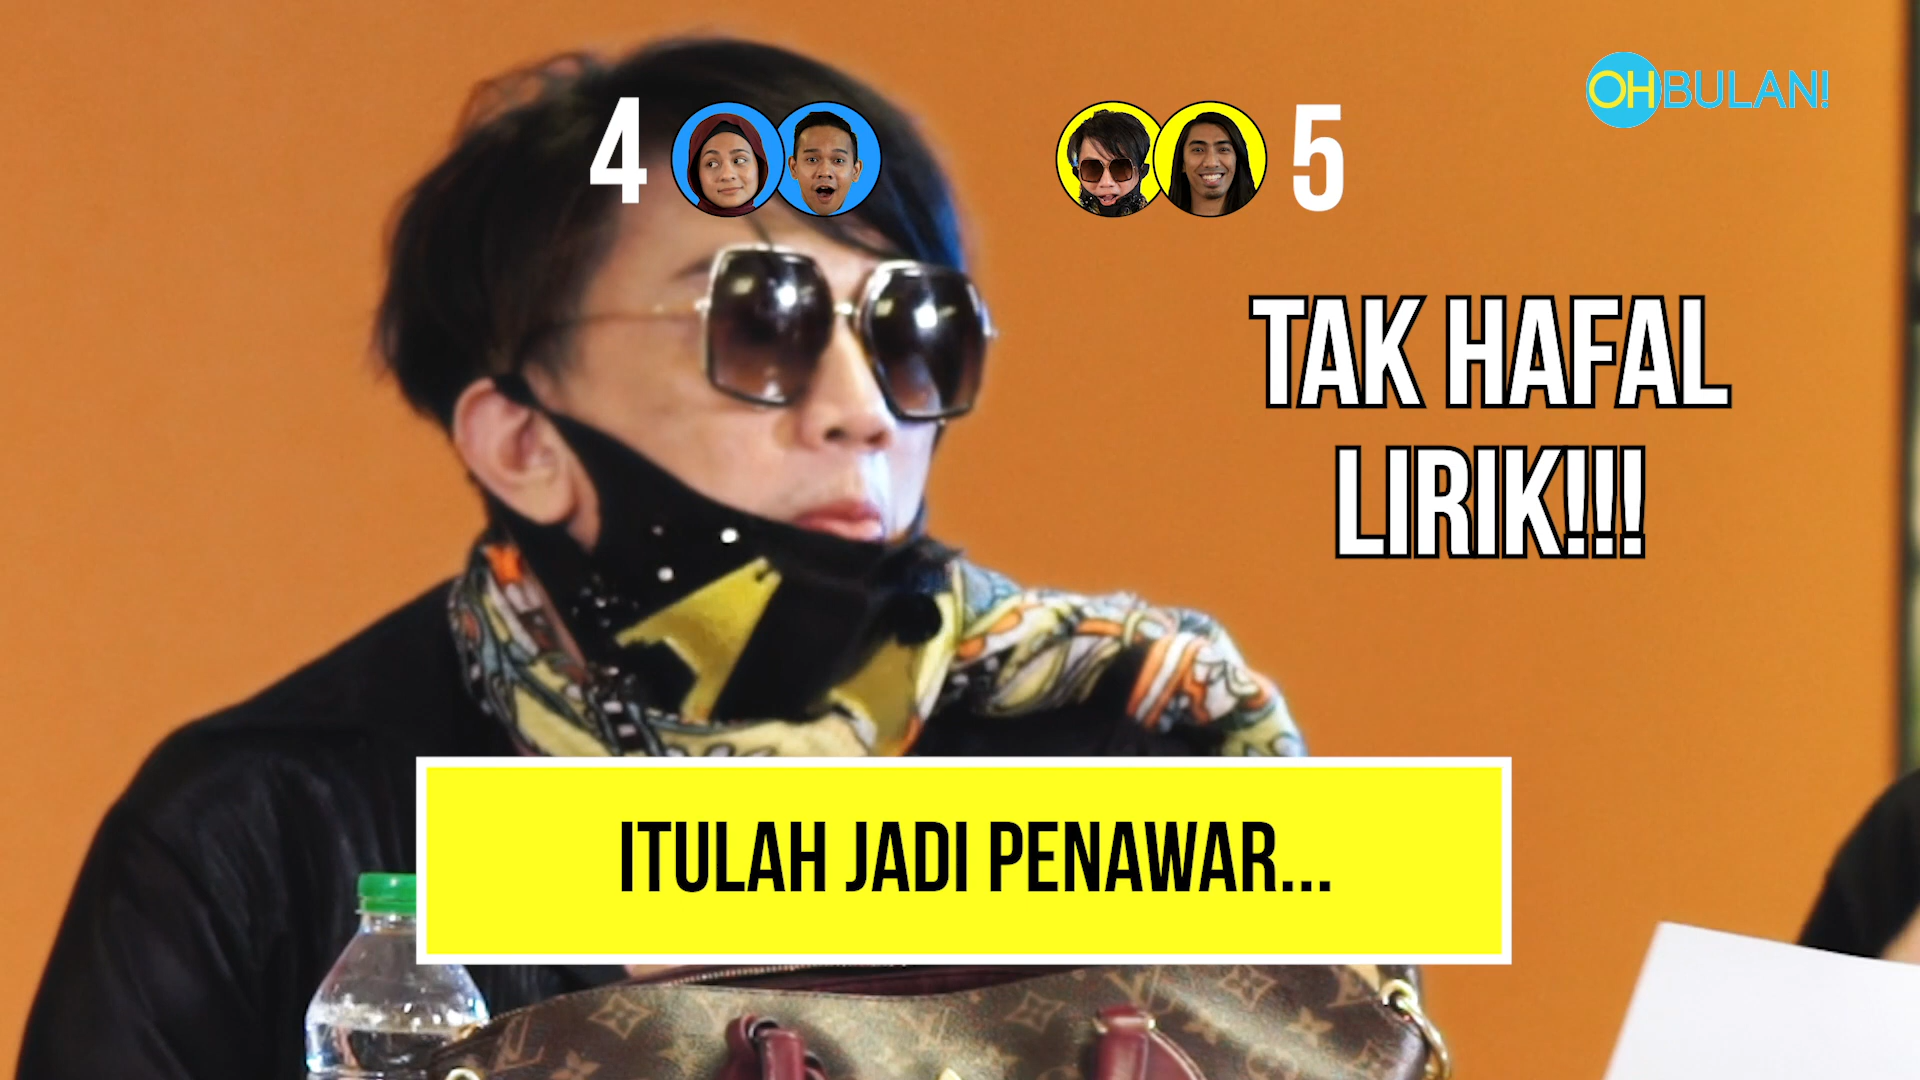 OHBULAN!
4
5
TAK HAFAL
LIRIK!!!
ITULAH JADI PENAWAR...